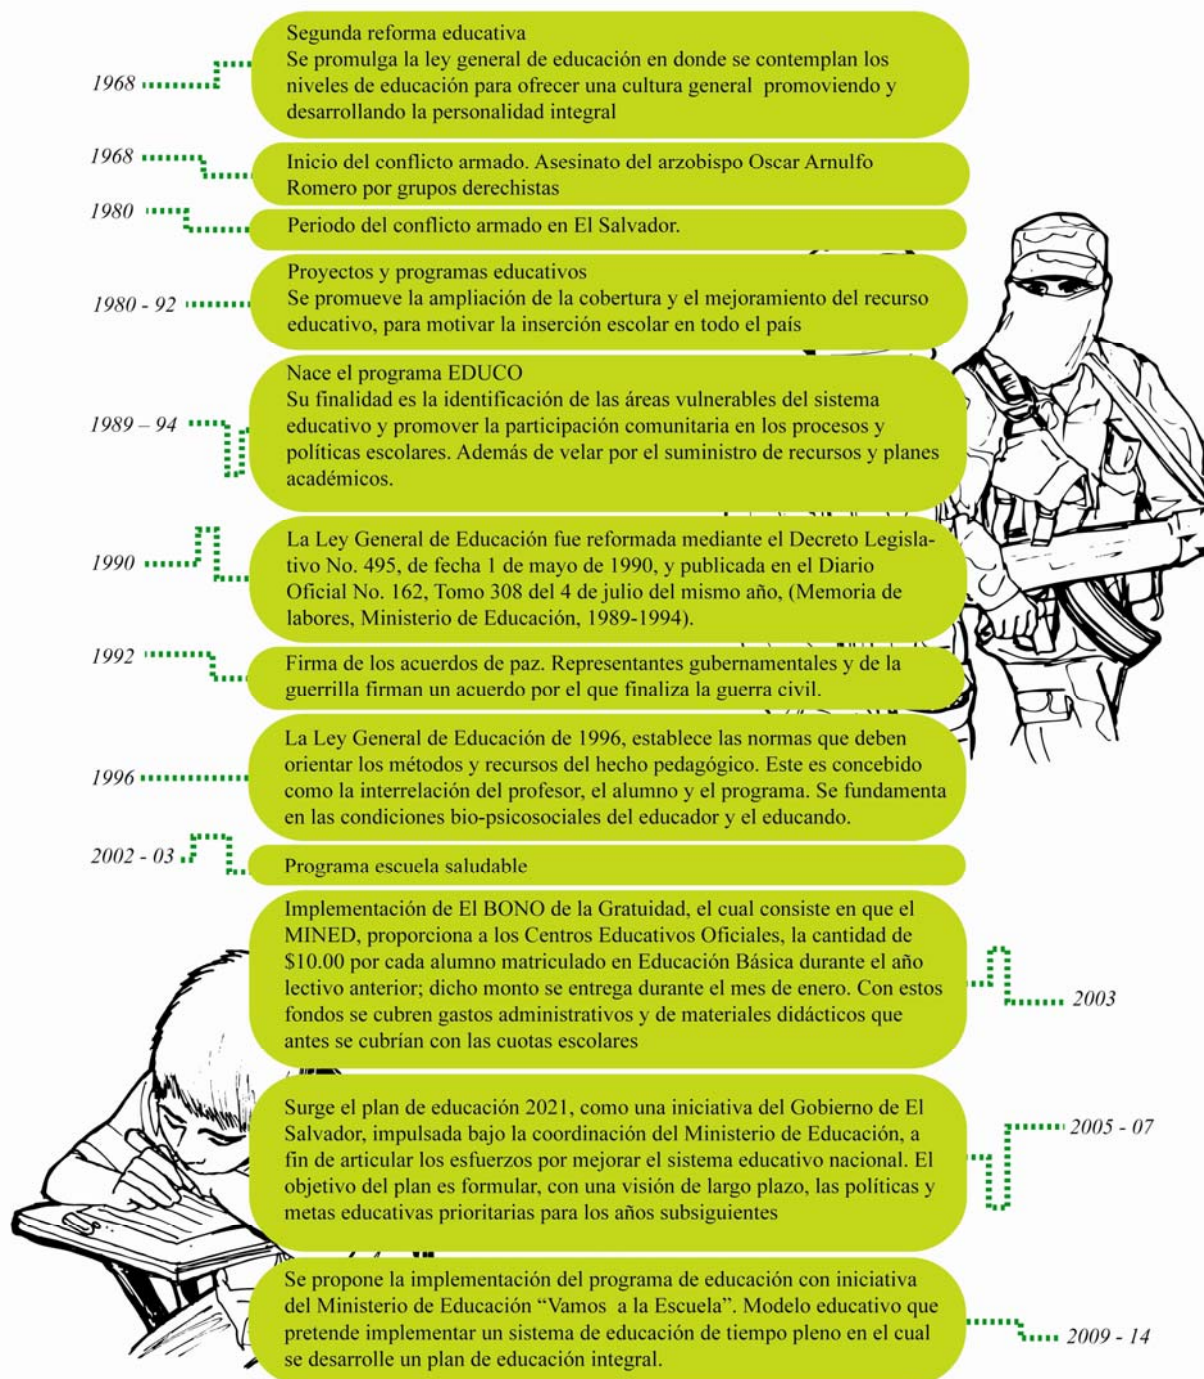 1968
Segunda reforma educativa
Se promulga la ley general de educación en donde se contemplan los
niveles de educación para ofrecer una cultura general promoviendo y
desarrollando la personalidad integral
1968
Inicio del conflicto armado. Asesinato del arzobispo Oscar Arnulfo
Romero por grupos derechistas
1980
Periodo del conflicto armado en El Salvador.
1980 - 92
Proyectos y programas educativos
Se promueve la ampliación de la cobertura y el mejoramiento del recurso
educativo, para motivar la inserción escolar en todo el país
1989 – 94
Nace el programa EDUCO
Su finalidad es la identificación de las áreas vulnerables del sistema
educativo y promover la participación comunitaria en los procesos y
políticas escolares. Además de velar por el suministro de recursos y planes
académicos.
1990
La Ley General de Educación fue reformada mediante el Decreto Legisla-
tivo No. 495, de fecha 1 de mayo de 1990, y publicada en el Diario
Oficial No. 162, Tomo 308 del 4 de julio del mismo año, (Memoria de
labores, Ministerio de Educación, 1989-1994).
1992
Firma de los acuerdos de paz. Representantes gubernamentales y de la
guerrilla firman un acuerdo por el que finaliza la guerra civil.
1996
La Ley General de Educación de 1996, establece las normas que deben
orientar los métodos y recursos del hecho pedagógico. Este es concebido
como la interrelación del profesor, el alumno y el programa. Se fundamenta
en las condiciones bio-psicosociales del educador y el educando.
2002 - 03
Programa escuela saludable
Implementación de El BONO de la Gratuidad, el cual consiste en que el
MINED, proporciona a los Centros Educativos Oficiales, la cantidad de
$10.00 por cada alumno matriculado en Educación Básica durante el año
lectivo anterior; dicho monto se entrega durante el mes de enero. Con estos
fondos se cubren gastos administrativos y de materiales didácticos que
antes se cubrían con las cuotas escolares
2003
Surge el plan de educación 2021, como una iniciativa del Gobierno de El
Salvador, impulsada bajo la coordinación del Ministerio de Educación, a
fin de articular los esfuerzos por mejorar el sistema educativo nacional. El
objetivo del plan es formular, con una visión de largo plazo, las políticas y
metas educativas prioritarias para los años subsiguientes
2005 - 07
Se propone la implementación del programa de educación con iniciativa
del Ministerio de Educación “Vamos a la Escuela”. Modelo educativo que
pretende implementar un sistema de educación de tiempo pleno en el cual
se desarrolle un plan de educación integral.
2009 - 14